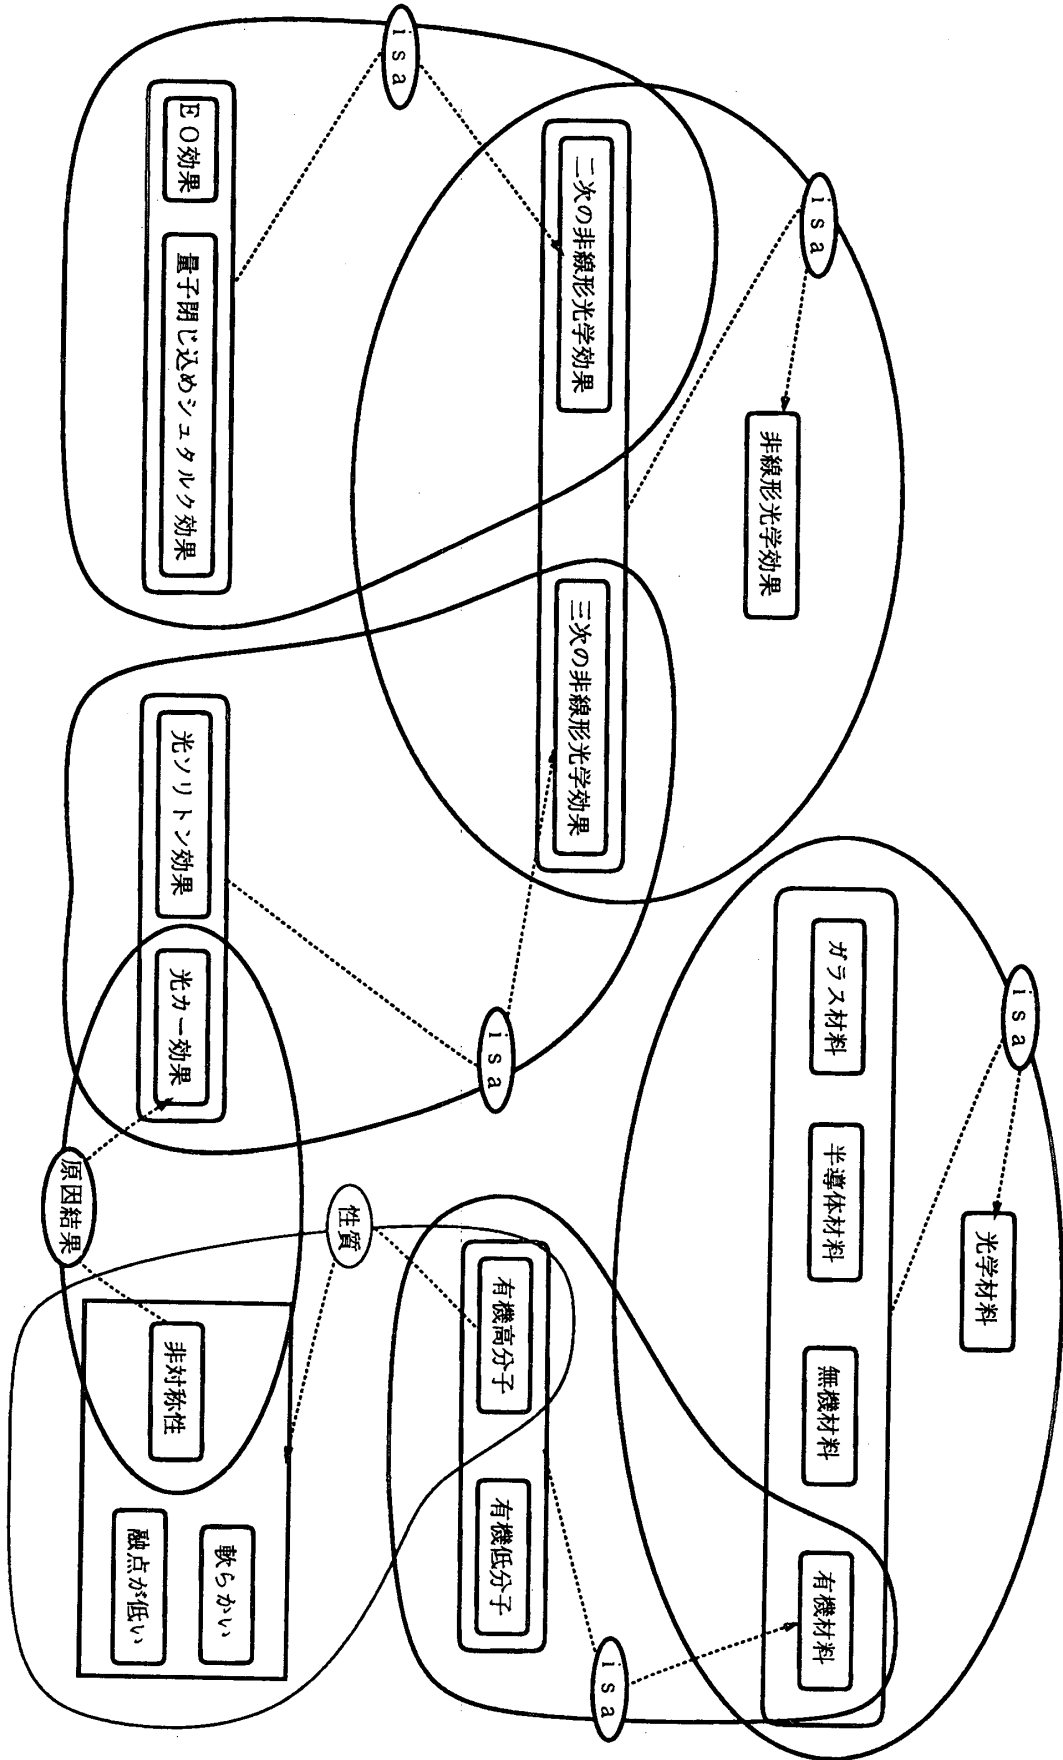 isa
非線形光学効果
isa
二次の非線形光学効果
三次の非線形光学効果
EO効果
量子閉じ込めシュタルク効果
isa
光ソリトン効果
光カー効果
isa
光学材料
ガラス材料
半導体材料
無機材料
有機材料
isa
有機高分子
有機低分子
性質
原因結果
非対称性
軟らかい
融点が低い